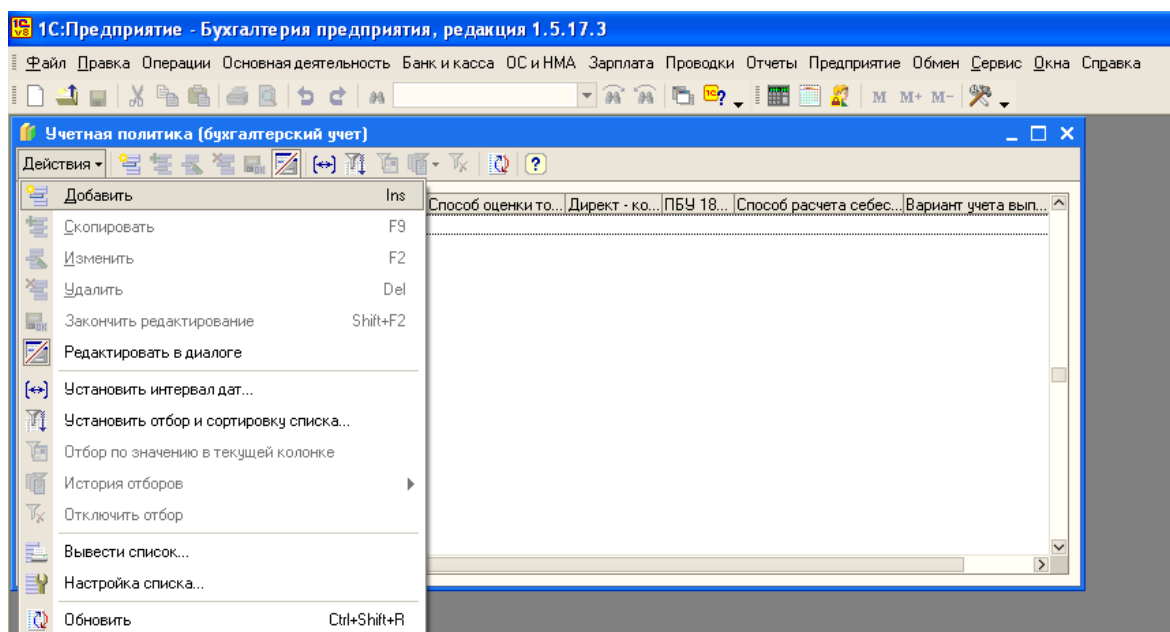 1С:Предприятие - Бухгалтерия предприятия, редакция 1.5.17.3
Файл Правка Операции Основная деятельность Банк и касса ОС и НМА Зарплата Проводки Отчеты Предприятие Обмен Сервис Окна Справка
M M+ M-
Учетная политика (бухгалтерский учет)
Действия
Добавить Ins
Способ оценки то... Директ - ко... ПБУ 18... Способ расчета себес... Вариант учета вып...
Скопировать F9
Изменить F2
Удалить Del
Закончить редактирование Shift+F2
Редактировать в диалоге
Установить интервал дат...
Установить отбор и сортировку списка...
Отбор по значению в текущей колонке
История отборов
Отключить отбор
Вывести список...
Настройка списка...
Обновить Ctrl+Shift+R